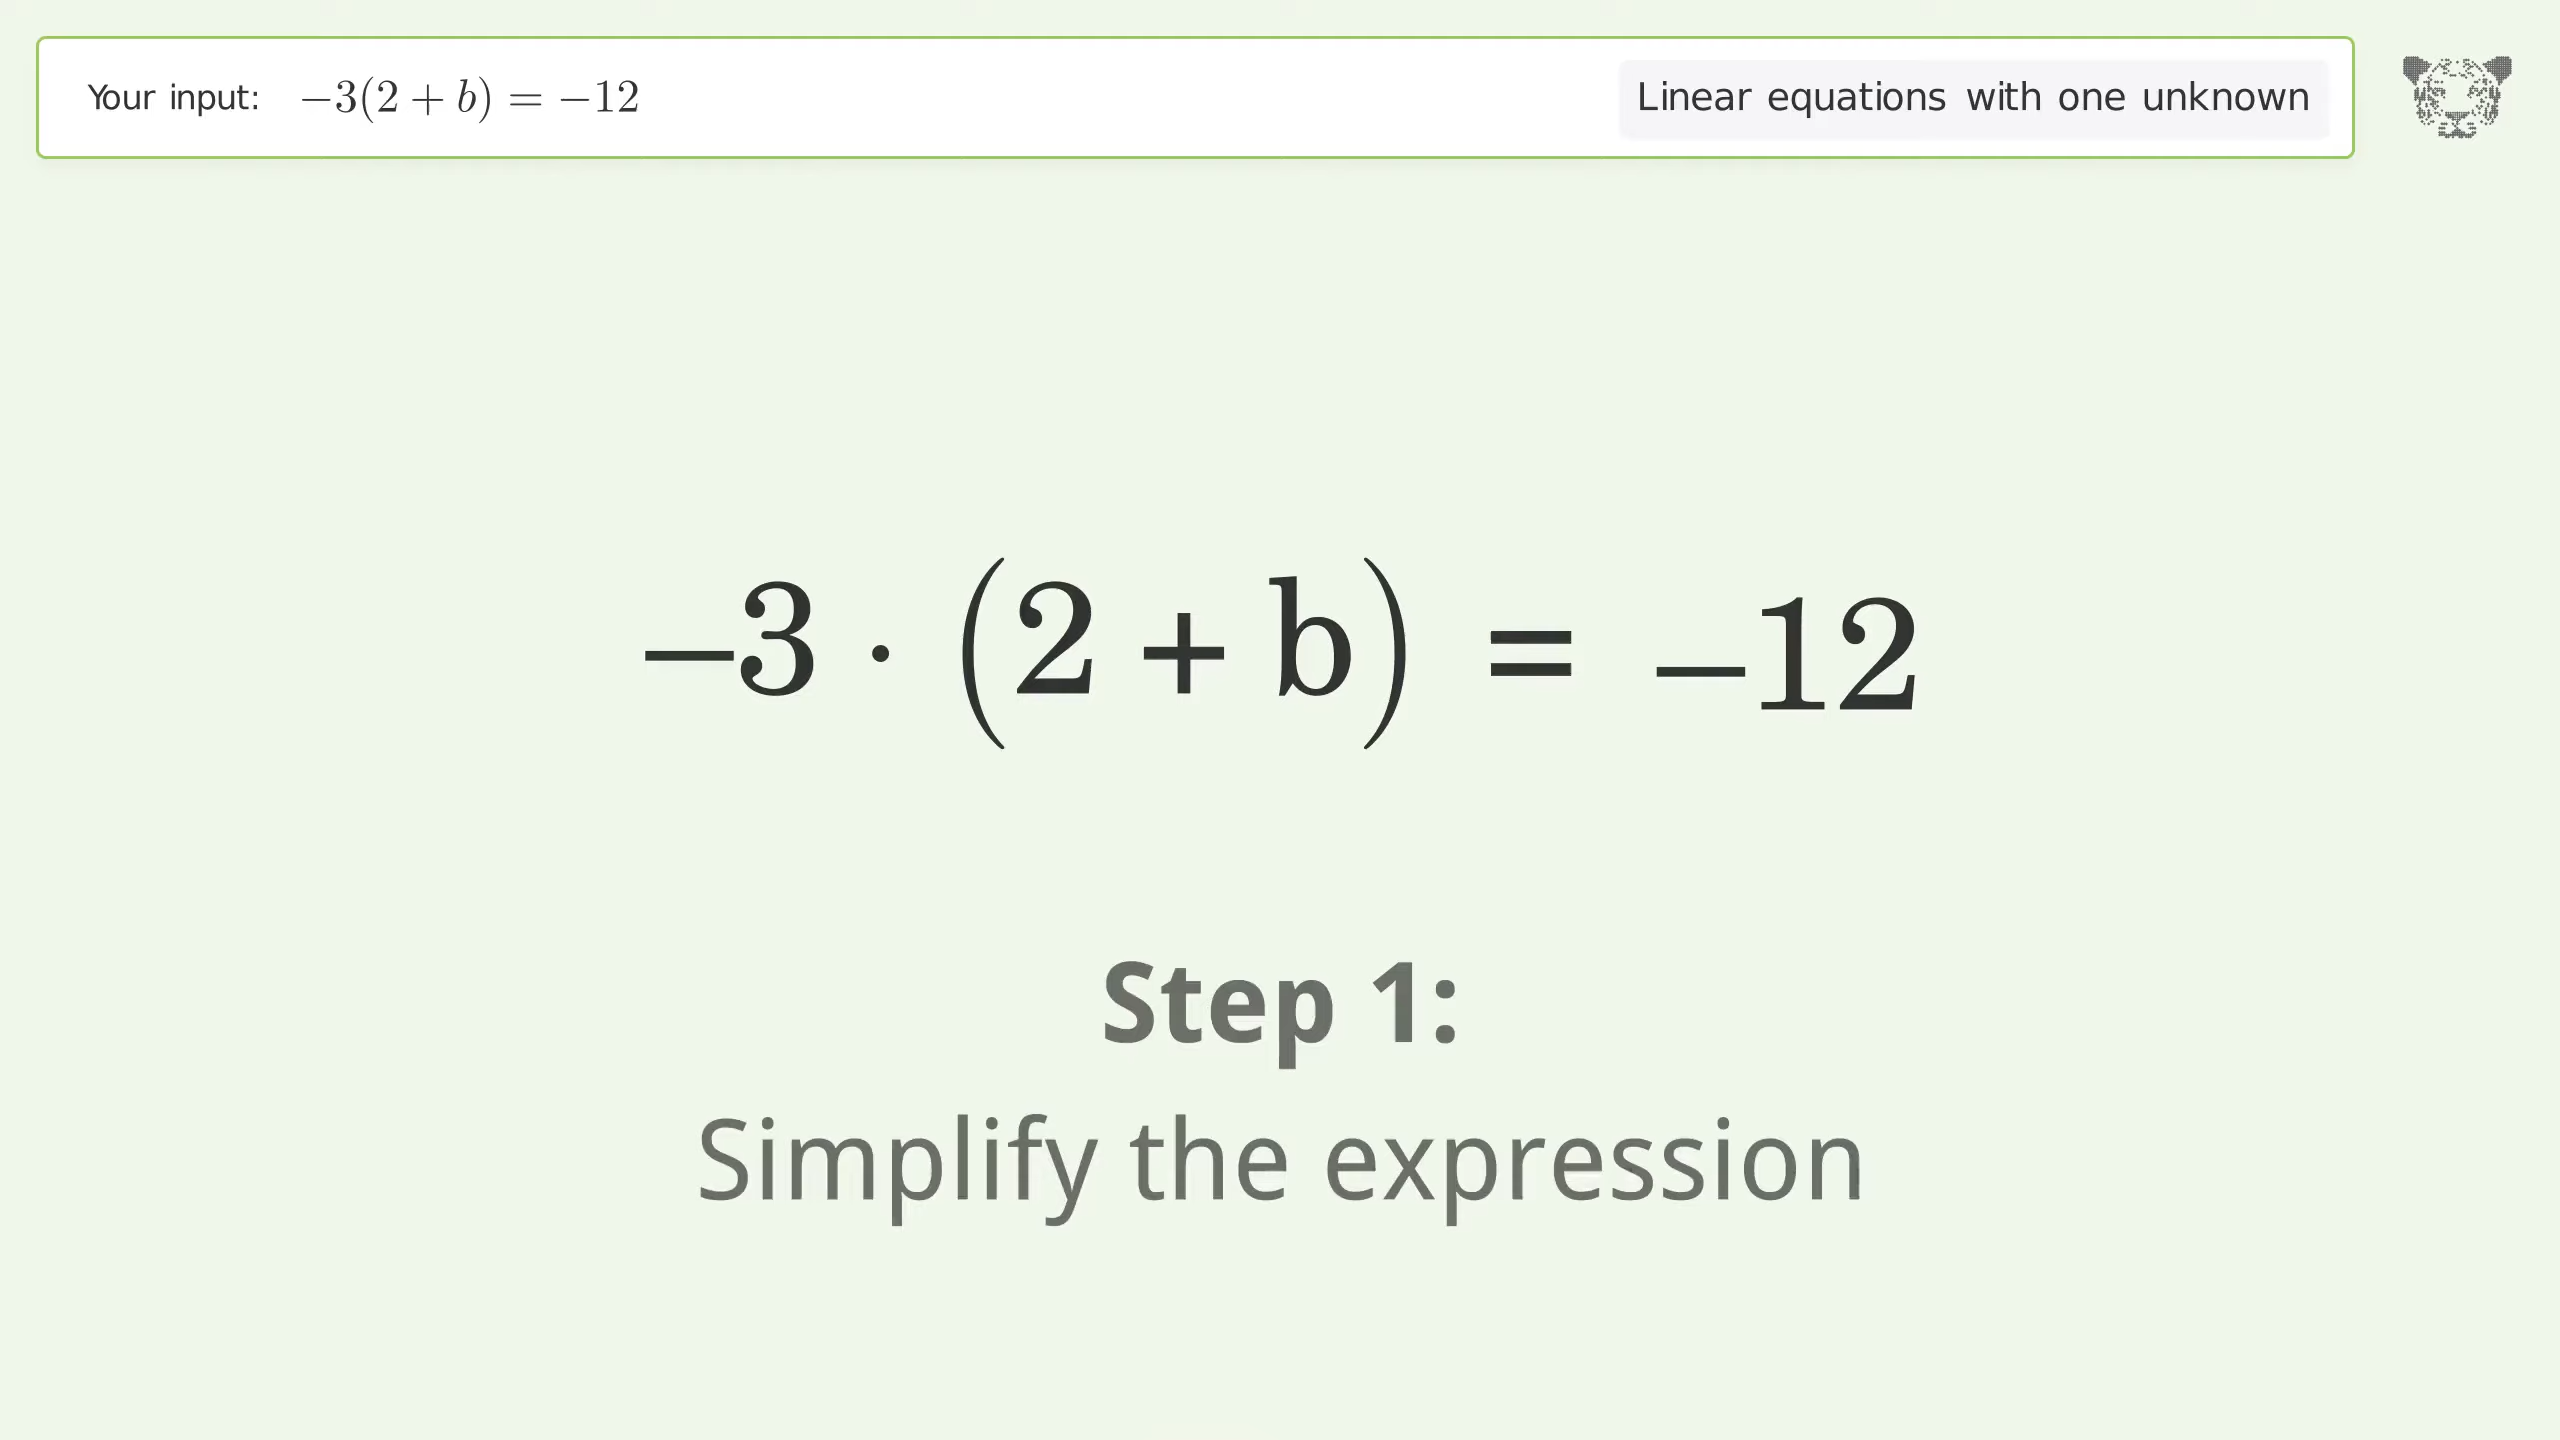 Your input: −3(2 + b) = −12 Linear equations with one unknown
−3 · (2 + b) = −12
Step 1:
Simplify the expression